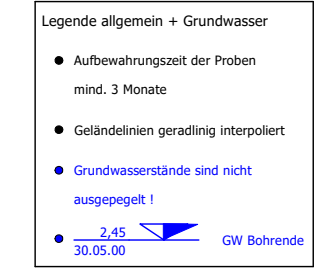 Legende allgemein + Grundwasser
Aufbewahrungszeit der Proben
mind. 3 Monate
Geländelinien geradlinig interpoliert
Grundwasserstände sind nicht
ausgepegelt !
2,45
GW Bohrende
30.05.00